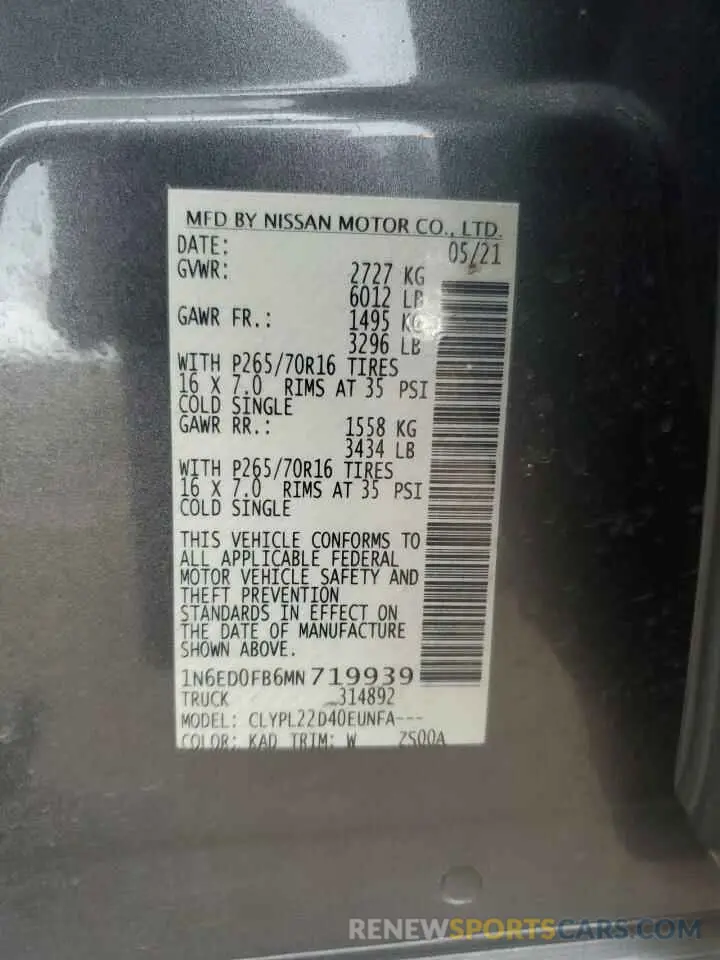 MFD BY NISSAN MOTOR CO., LTD.
DATE: 05/21
GVWR: 2727 KG
6012 LB
GAWR FR.: 1495 KG
3296 LB
WITH P265/70R16 TIRES
16 X 7.0 RIMS AT 35 PSI
COLD SINGLE
GAWR RR.: 1558 KG
3434 LB
WITH P265/70R16 TIRES
16 X 7.0 RIMS AT 35 PSI
COLD SINGLE
THIS VEHICLE CONFORMS TO
ALL APPLICABLE FEDERAL
MOTOR VEHICLE SAFETY AND
THEFT PREVENTION
STANDARDS IN EFFECT ON
THE DATE OF MANUFACTURE
SHOWN ABOVE.
1N6ED0FB6MN719939
TRUCK 314892
MODEL: CLYPL22D40EUNFA---
COLOR: KAD TRIM: W ZS00A
RENEWSPORTSCARS.COM